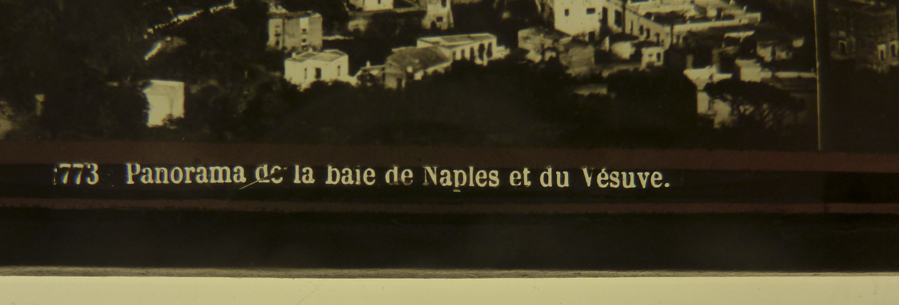 773 Panorama de la baie de Naples et du Vésuve.